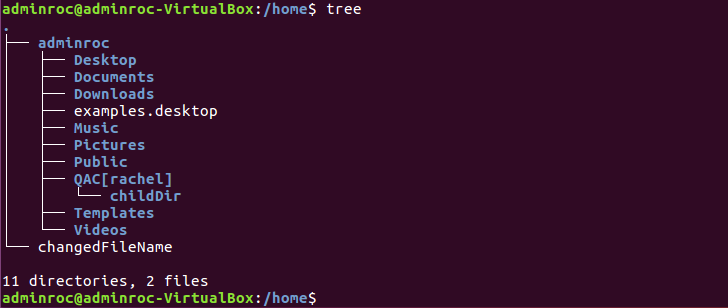 adminroc@adminroc-VirtualBox:/home$ tree
.
├── adminroc
│   ├── Desktop
│   ├── Documents
│   ├── Downloads
│   ├── examples.desktop
│   ├── Music
│   ├── Pictures
│   ├── Public
│   ├── QAC[rachel]
│   │   └── childDir
│   ├── Templates
│   └── Videos
└── changedFileName

11 directories, 2 files
adminroc@adminroc-VirtualBox:/home$